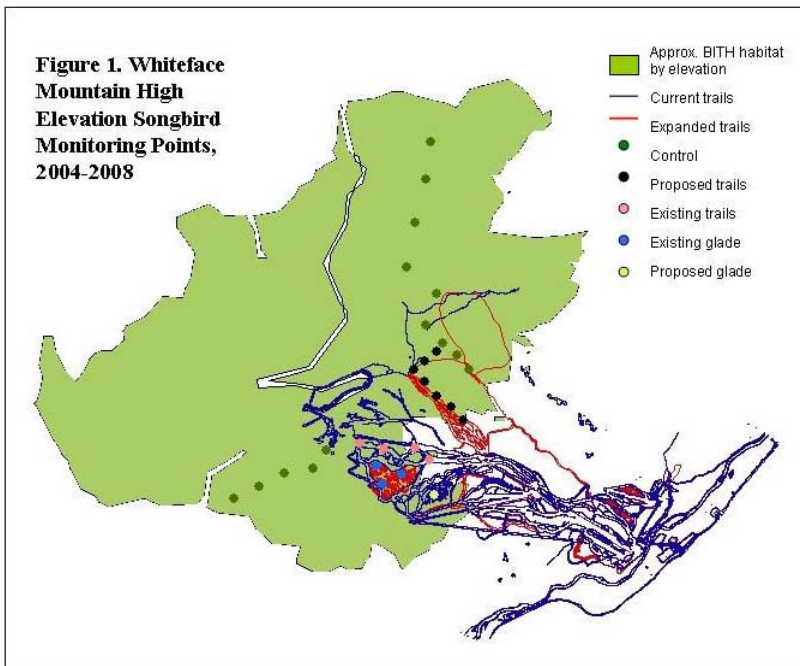 Figure 1. Whiteface
Mountain High
Elevation Songbird
Monitoring Points,
2004-2008
Approx. BITH habitat
by elevation
Current trails
Expanded trails
Control
Proposed trails
Existing trails
Existing glade
Proposed glade